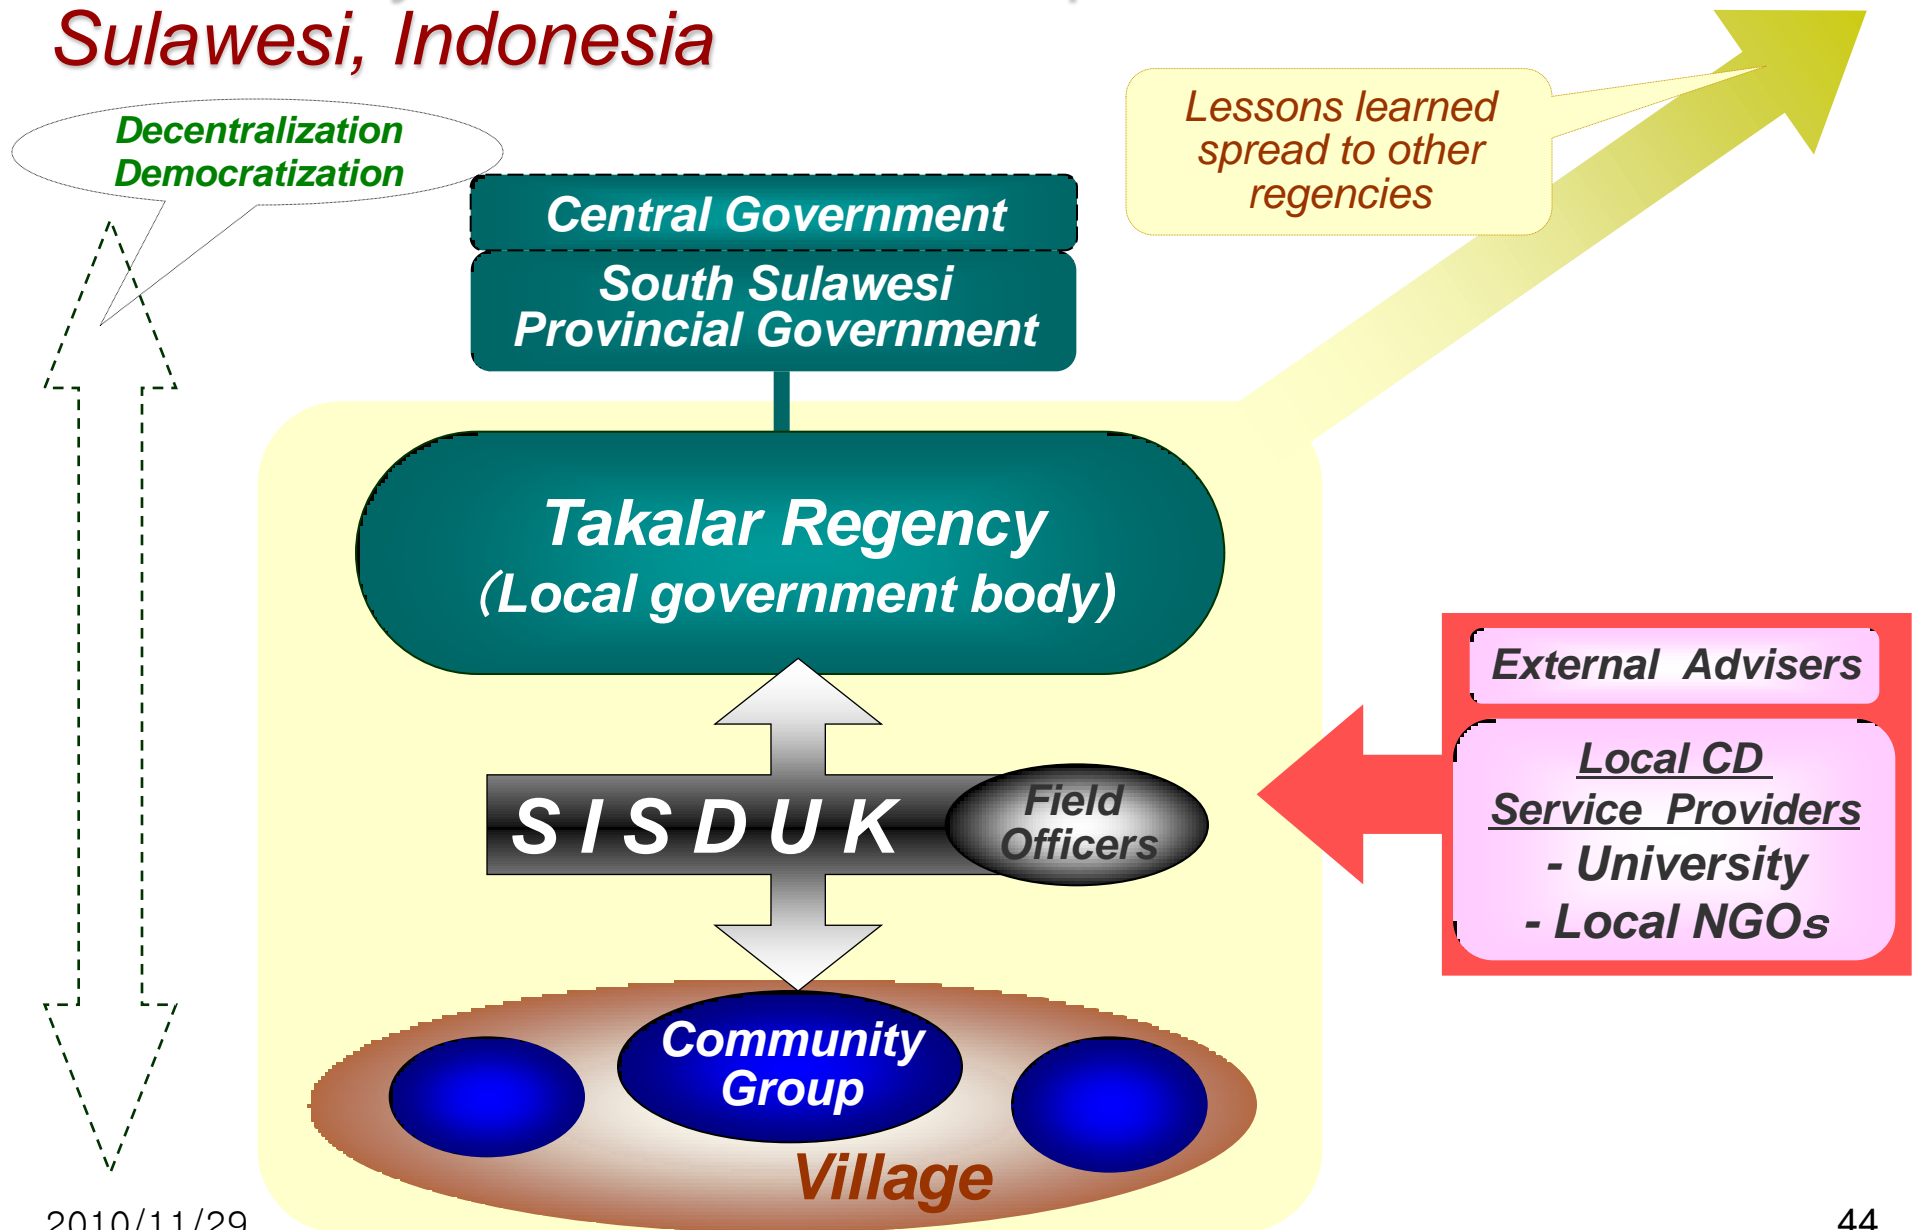 Sulawesi, Indonesia
Decentralization
Democratization
Lessons learned
spread to other
regencies
Central Government
South Sulawesi
Provincial Government
Takalar Regency
(Local government body)
External Advisers
Local CD
Service Providers
- University
- Local NGOs
S I S D U K
Field
Officers
Community
Group
Village
2010/11/29
44